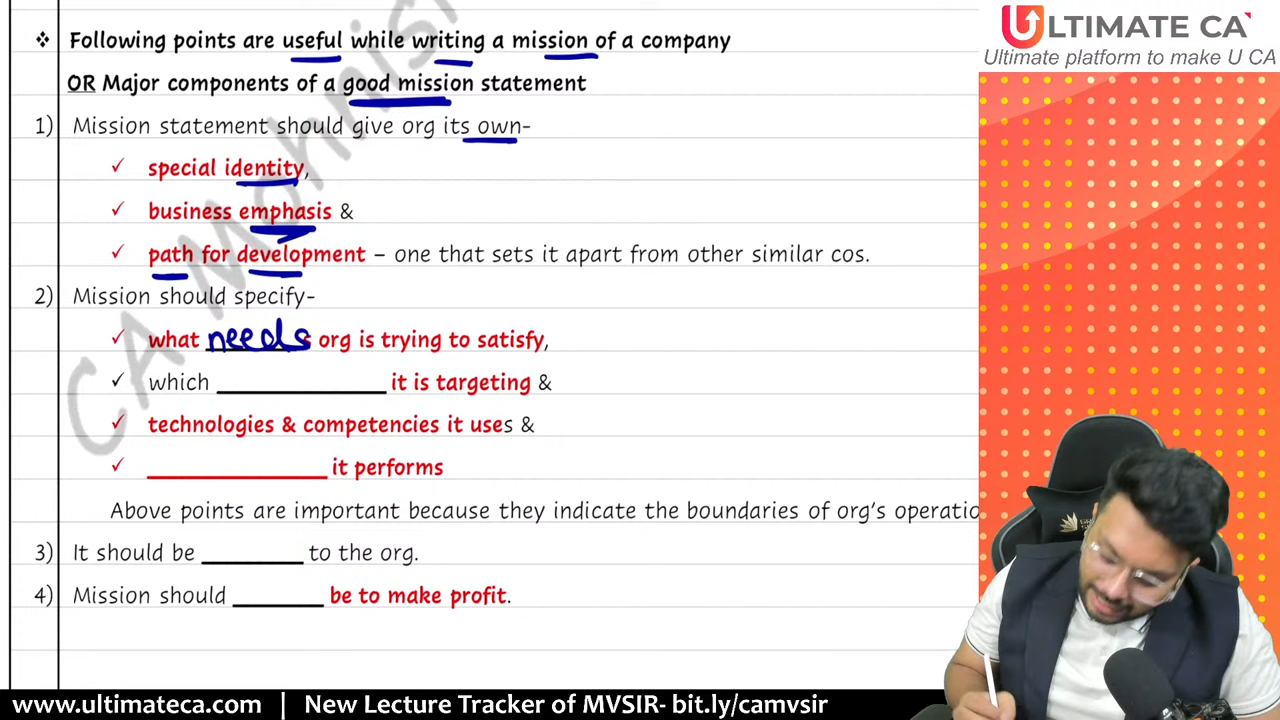 ❖ Following points are useful while writing a mission of a company
OR Major components of a good mission statement
1) Mission statement should give org its own-
✓ special identity,
✓ business emphasis &
✓ path for development – one that sets it apart from other similar cos.
2) Mission should specify-
✓ what needs org is trying to satisfy,
✓ which ____________ it is targeting &
✓ technologies & competencies it uses &
✓ ____________ it performs
Above points are important because they indicate the boundaries of org's operatio
3) It should be ________ to the org.
4) Mission should _______ be to make profit.
CA Mohnis
ULTIMATE CA
Ultimate platform to make U CA
www.ultimateca.com | New Lecture Tracker of MVSIR- bit.ly/camvsir